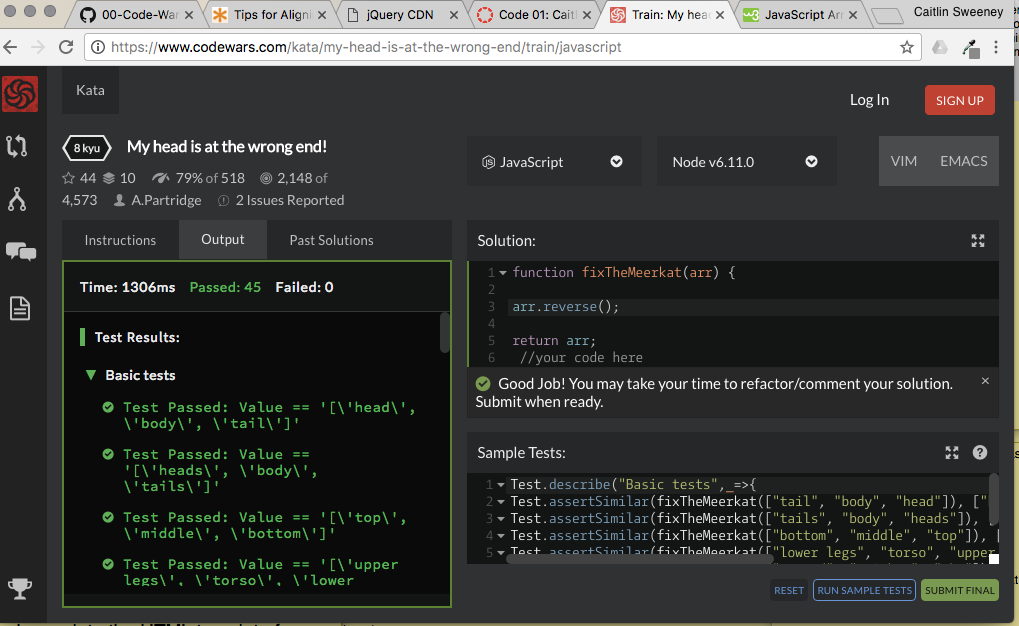 00-Code-War
Tips for Aligni
jQuery CDN
Code 01: Caitl
Train: My head
JavaScript Arr
Caitlin Sweeney
https://www.codewars.com/kata/my-head-is-at-the-wrong-end/train/javascript
Kata
Log In
SIGN UP
8 kyu
My head is at the wrong end!
44 10 79% of 518 2,148 of
4,573 A.Partridge 2 Issues Reported
JavaScript
Node v6.11.0
VIM EMACS
Instructions
Output
Past Solutions
Time: 1306ms Passed: 45 Failed: 0
Test Results:
Basic tests
Test Passed: Value == '[\'head\',
\'body\', \'tail\']'
Test Passed: Value ==
'[\'heads\', \'body\',
\'tails\']'
Test Passed: Value == '[\'top\',
\'middle\', \'bottom\']'
Test Passed: Value == '[\'upper
legs\', \'torso\', \'lower
Solution:
1 function fixTheMeerkat(arr) {
2
3 arr.reverse();
4
5 return arr;
6 //your code here
Good Job! You may take your time to refactor/comment your solution.
Submit when ready.
Sample Tests:
1 Test.describe("Basic tests",_=>{
2 Test.assertSimilar(fixTheMeerkat(["tail", "body", "head"]), ["
3 Test.assertSimilar(fixTheMeerkat(["tails", "body", "heads"]),
4 Test.assertSimilar(fixTheMeerkat(["bottom", "middle", "top"]), [
5 Test.assertSimilar(fixTheMeerkat(["lower legs", "torso", "upper
RESET
RUN SAMPLE TESTS
SUBMIT FINAL